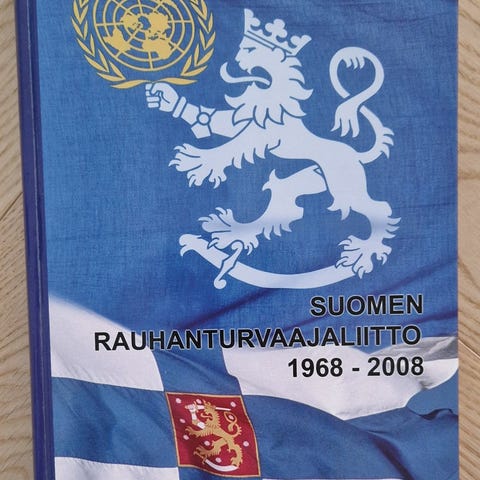 SUOMEN
RAUHANTURVAAJALIITTO
1968 - 2008